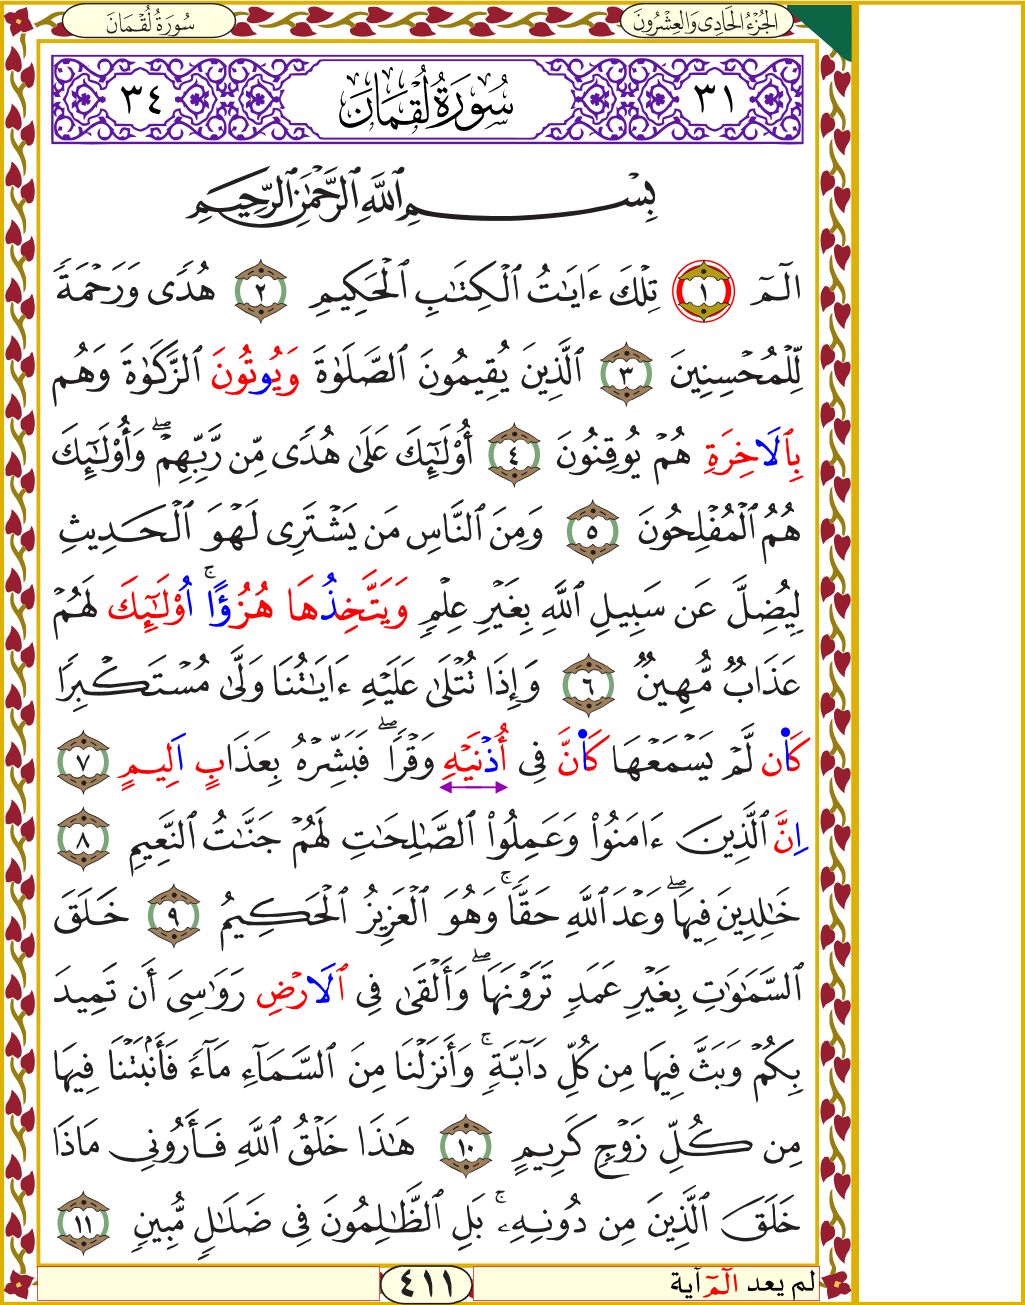 الجُزْءُ الحَادِى وَالعِشْرُونَ
سُورَةُ لُقْمَانَ
٣١ سُورَةُ لُقْمَانَ ٣٤
بِسْمِ ٱللَّهِ ٱلرَّحْمَٰنِ ٱلرَّحِيمِ
الٓمٓ ١ تِلْكَ ءَايَٰتُ ٱلْكِتَٰبِ ٱلْحَكِيمِ ٢ هُدًى وَرَحْمَةً
لِّلْمُحْسِنِينَ ٣ ٱلَّذِينَ يُقِيمُونَ ٱلصَّلَوٰةَ وَيُوتُونَ ٱلزَّكَوٰةَ وَهُم
بِٱلَاخِرَةِ هُمْ يُوقِنُونَ ٤ أُوْلَٰٓئِكَ عَلَىٰ هُدًى مِّن رَّبِّهِمْۖ وَأُوْلَٰٓئِكَ
هُمُ ٱلْمُفْلِحُونَ ٥ وَمِنَ ٱلنَّاسِ مَن يَشْتَرِى لَهْوَ ٱلْحَدِيثِ
لِيُضِلَّ عَن سَبِيلِ ٱللَّهِ بِغَيْرِ عِلْمٍ وَيَتَّخِذُهَا هُزُؤًاۚ اُوْلَٰٓئِكَ لَهُمْ
عَذَابٌ مُّهِينٌ ٦ وَإِذَا تُتْلَىٰ عَلَيْهِ ءَايَٰتُنَا وَلَّىٰ مُسْتَكْبِرًا
كَأَن لَّمْ يَسْمَعْهَا كَأَنَّ فِى أُذْنَيْهِ وَقْرًاۖ فَبَشِّرْهُ بِعَذَابٍ اَلِيمٍ ٧
اِنَّ ٱلَّذِينَ ءَامَنُوا۟ وَعَمِلُوا۟ ٱلصَّٰلِحَٰتِ لَهُمْ جَنَّٰتُ ٱلنَّعِيمِ ٨
خَٰلِدِينَ فِيهَاۖ وَعْدَ ٱللَّهِ حَقًّاۚ وَهُوَ ٱلْعَزِيزُ ٱلْحَكِيمُ ٩ خَلَقَ
ٱلسَّمَٰوَٰتِ بِغَيْرِ عَمَدٍ تَرَوْنَهَاۖ وَأَلْقَىٰ فِى ٱلَارْضِ رَوَٰسِىَ أَن تَمِيدَ
بِكُمْ وَبَثَّ فِيهَا مِن كُلِّ دَآبَّةٍۚ وَأَنزَلْنَا مِنَ ٱلسَّمَآءِ مَآءً فَأَنۢبَتْنَا فِيهَا
مِن كُلِّ زَوْجٍ كَرِيمٍ ١٠ هَٰذَا خَلْقُ ٱللَّهِ فَأَرُونِى مَاذَا
خَلَقَ ٱلَّذِينَ مِن دُونِهِۦۚ بَلِ ٱلظَّٰلِمُونَ فِى ضَلَٰلٍ مُّبِينٍ ١١
لم يعد الٓمٓ آية
٤١١